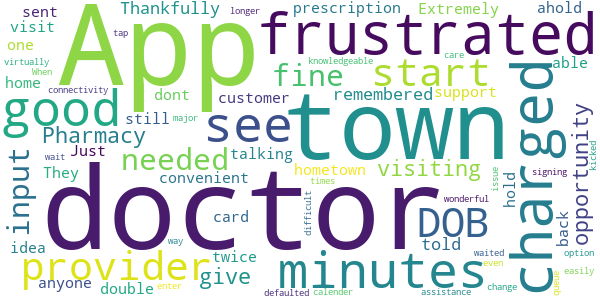 sent
Thankfully
longer
prescription
Extremely
ahold
visit
tap
App
frustrated
one
When
knowledgeable
care
able
virtually
home
fine
start
connectivity
dont
customer
remembered
support
good
still
see
town
charged
opportunity
Pharmacy
Just
needed
talking
hometown
visiting
major
kicked
They
wait
times
issue
signing
input
convenient
doctor
DOB
wonderful
hold
back
card
difficult
told
idea
way
waited
option
provider
give
twice
minutes
even
easily
anyone
double
enter
defaulted
calender
assistance
change
queue